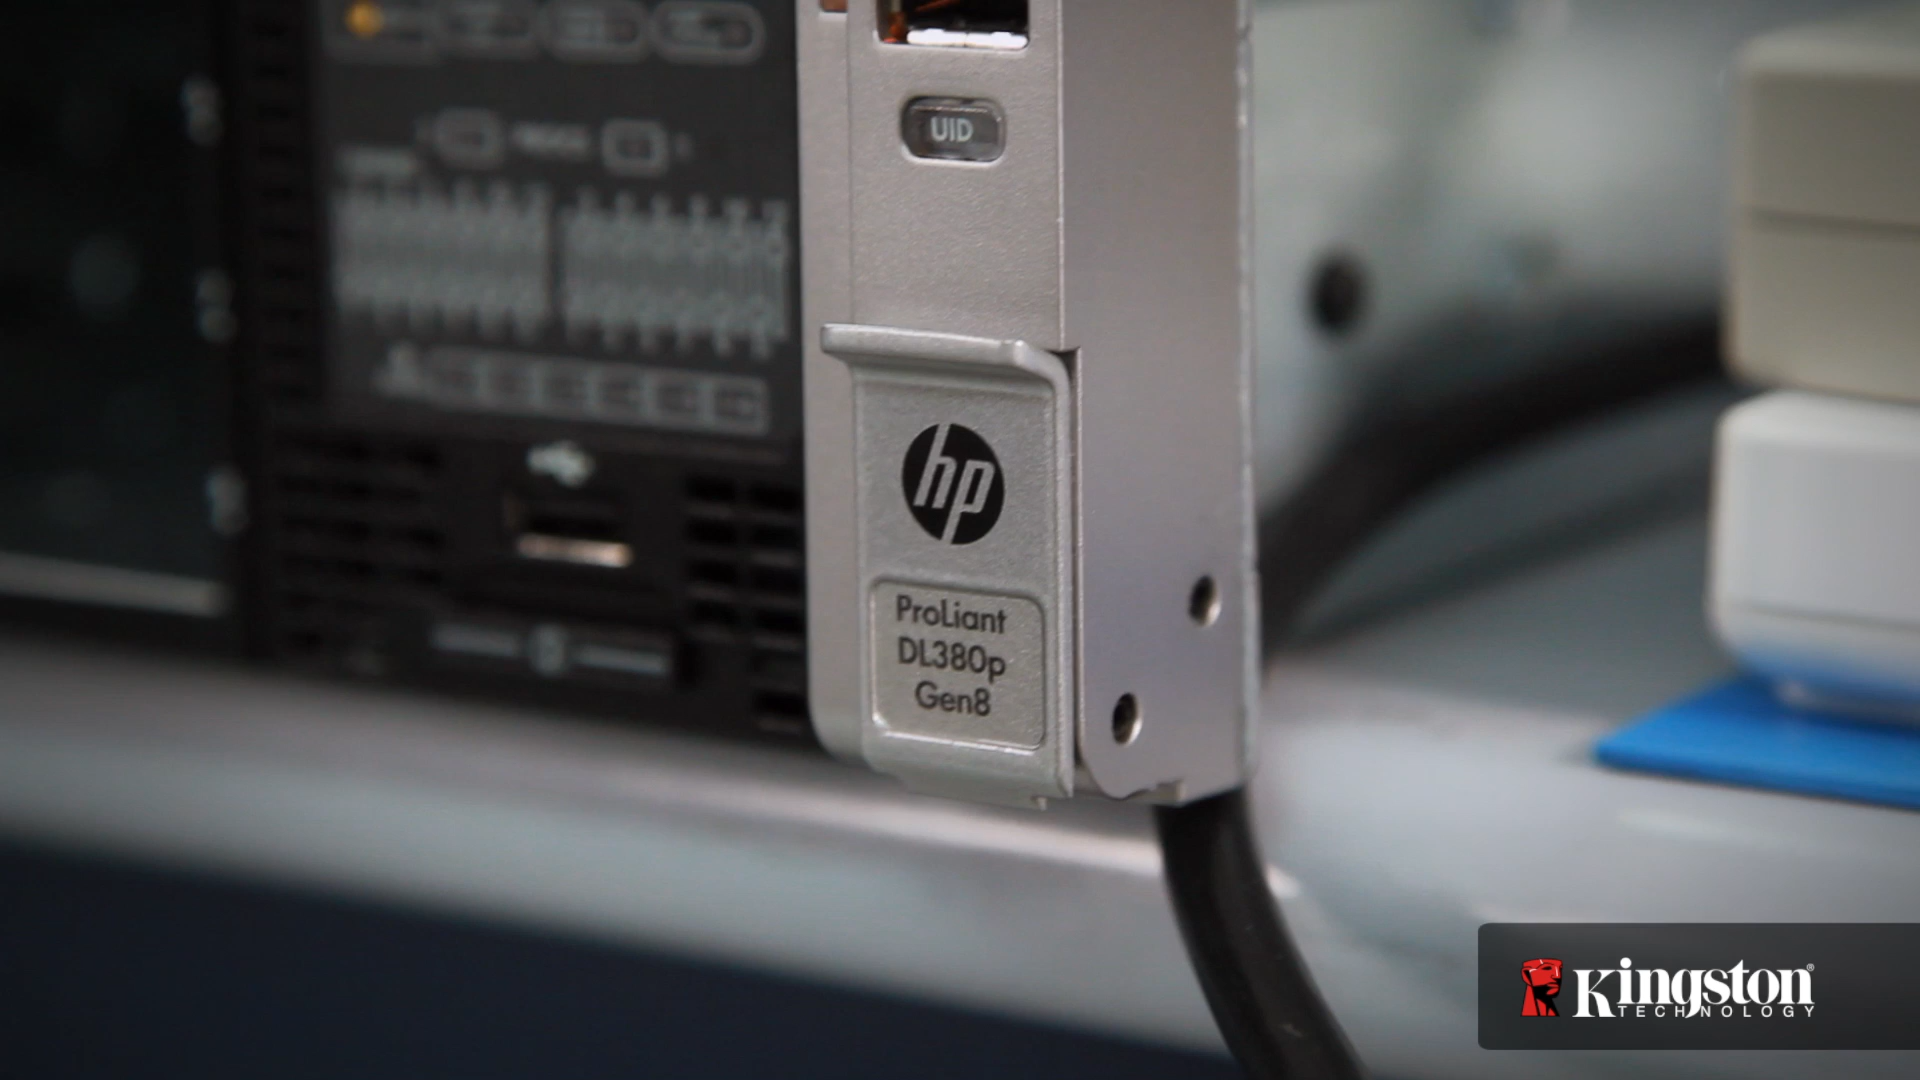 UID
hp
ProLiant
DL380p
Gen8
Kingston®
TECHNOLOGY